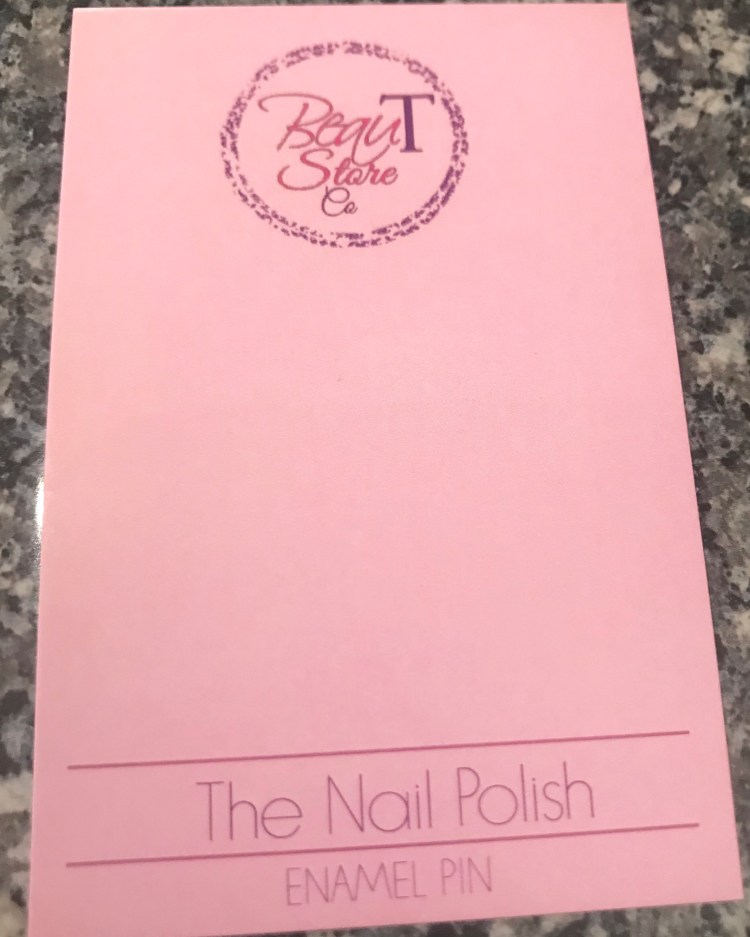 BeauT
Store
Co
The Nail Polish
ENAMEL PIN